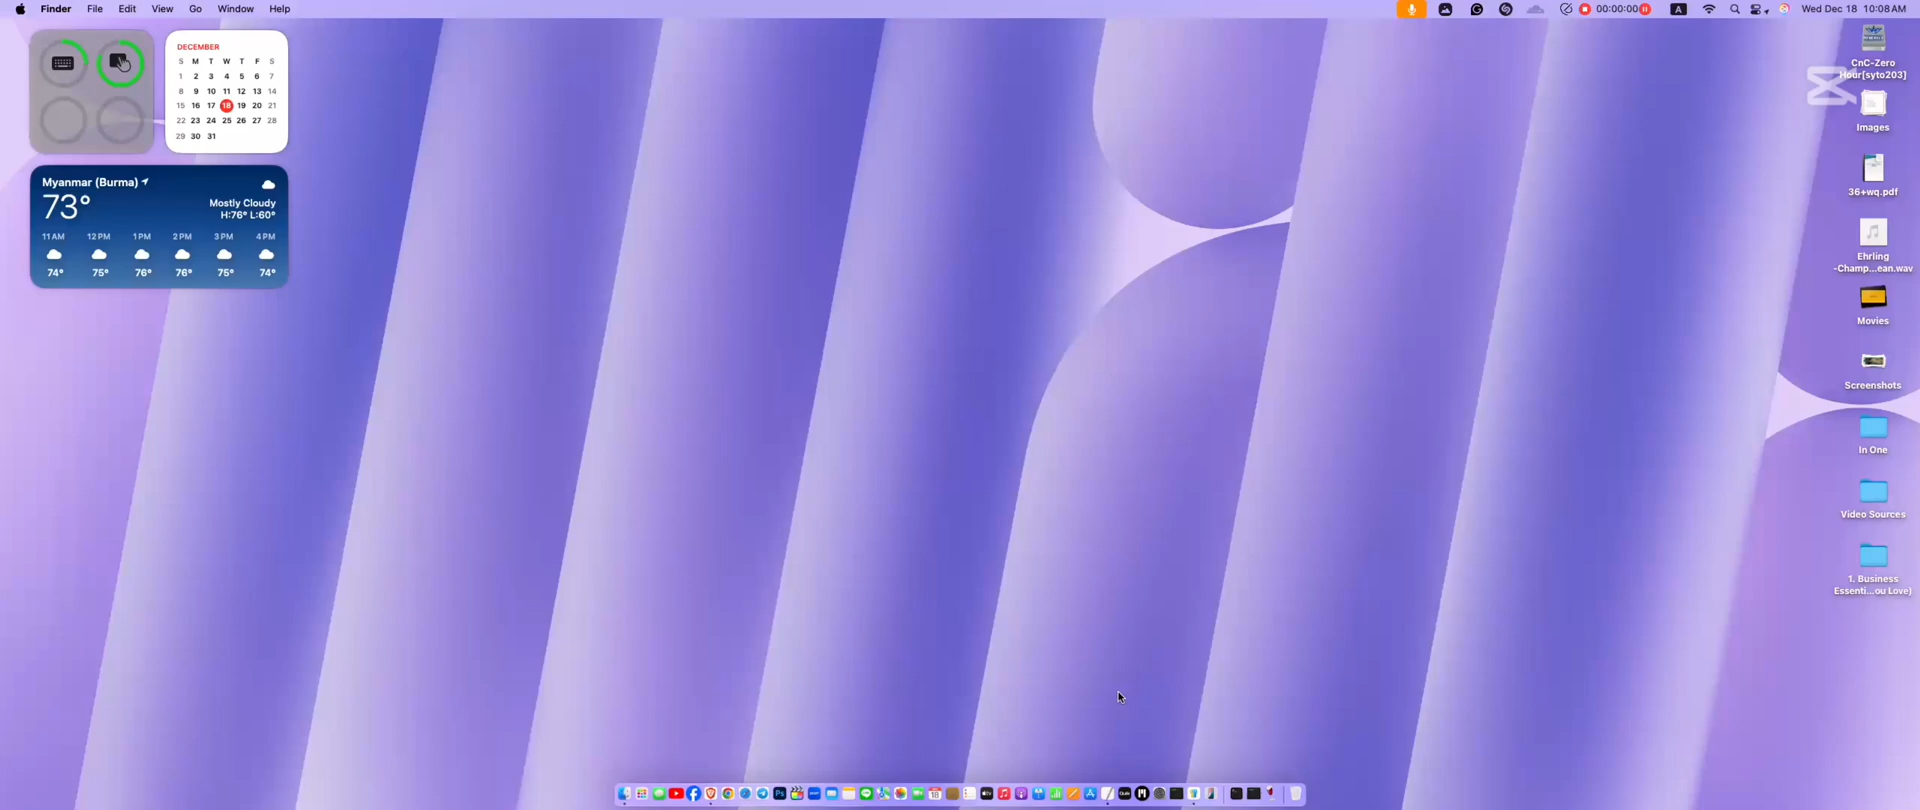 Finder File Edit View Go Window Help
00:00:00 A Wed Dec 18 10:08 AM
DECEMBER
S M T W T F S
1 2 3 4 5 6 7
8 9 10 11 12 13 14
15 16 17 18 19 20 21
22 23 24 25 26 27 28
29 30 31
Myanmar (Burma)
73°
Mostly Cloudy
H:76° L:60°
11 AM 12 PM 1 PM 2 PM 3 PM 4 PM
74° 75° 76° 76° 75° 74°
CnC-Zero
Hour[syto203]
Images
36+wq.pdf
Ehrling
-Champ...ean.wav
Movies
Screenshots
In One
Video Sources
1. Business
Essenti...ou Love)
Ps
18